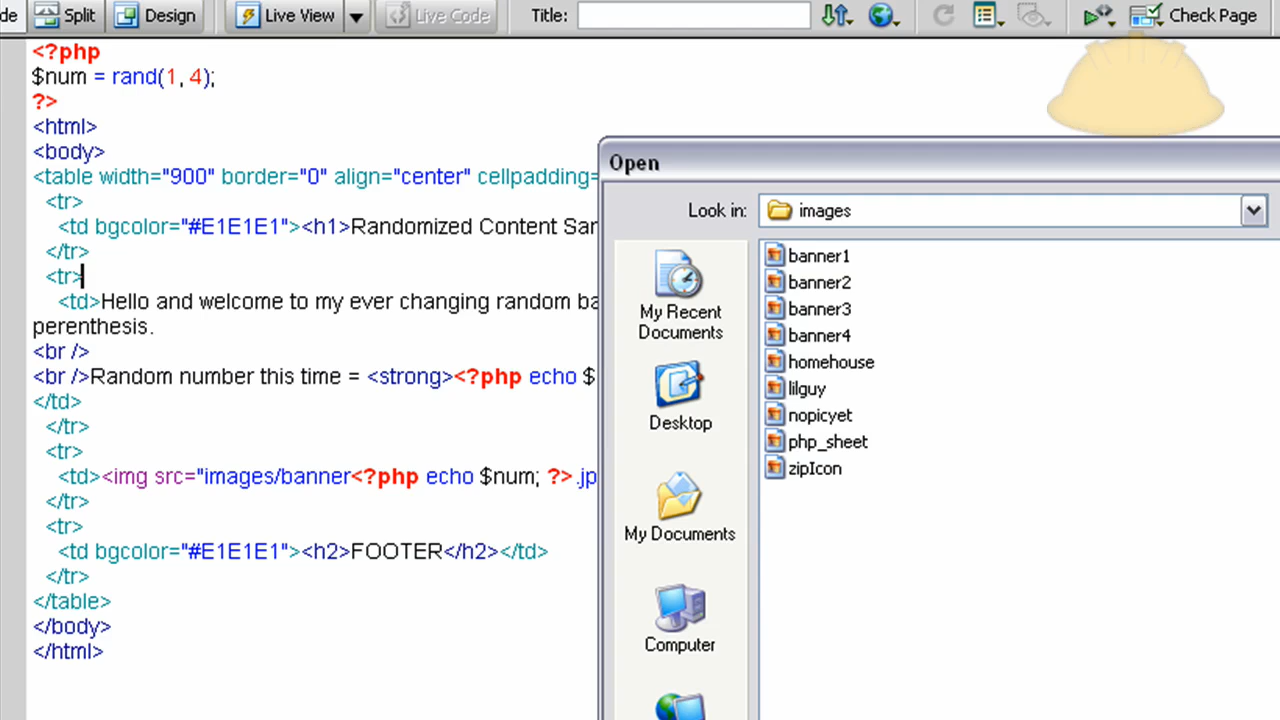 de Split Design Live View Live Code Title: Check Page
<?php
$num = rand(1, 4);
?>
<html>
<body>
<table width="900" border="0" align="center" cellpadding=
<tr>
<td bgcolor="#E1E1E1"><h1>Randomized Content Sam
</tr>
<tr>
<td>Hello and welcome to my ever changing random ba
perenthesis.
<br />
<br />Random number this time = <strong><?php echo $
</td>
</tr>
<tr>
<td><img src="images/banner<?php echo $num; ?>.jp
</tr>
<tr>
<td bgcolor="#E1E1E1"><h2>FOOTER</h2></td>
</tr>
</table>
</body>
</html>
Open
Look in: images
My Recent
Documents
Desktop
My Documents
Computer
banner1
banner2
banner3
banner4
homehouse
lilguy
nopicyet
php_sheet
zipIcon